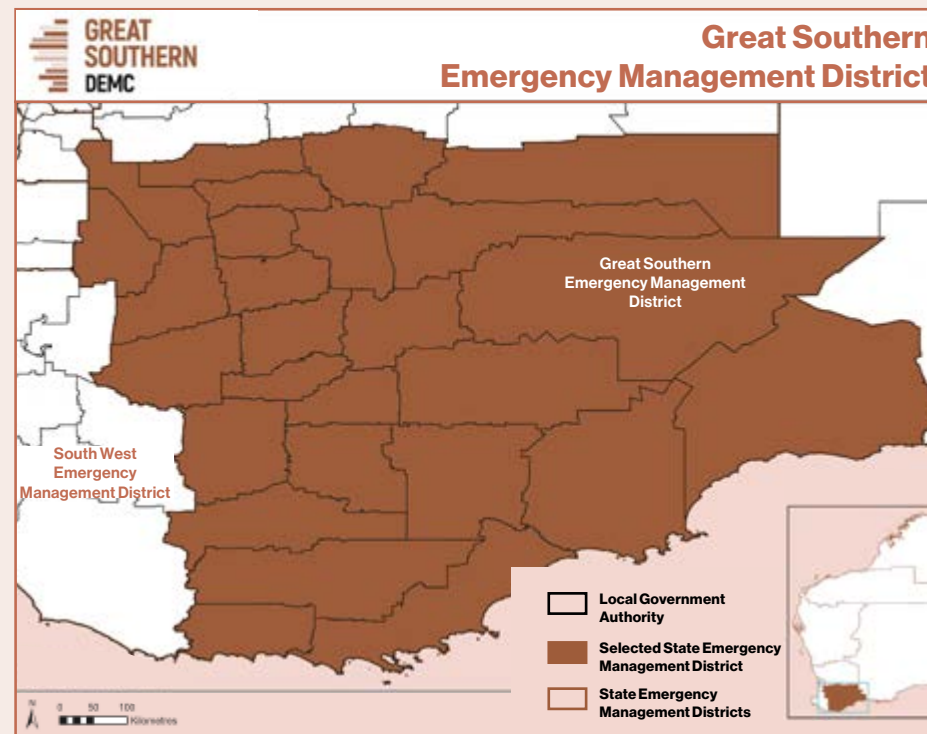 GREAT
SOUTHERN
DEMC
Great Southern
Emergency Management District
Great Southern
Emergency Management
District
South West
Emergency
Management District
Local Government
Authority
Selected State Emergency
Management District
State Emergency
Management Districts
N
0 50 100
Kilometres